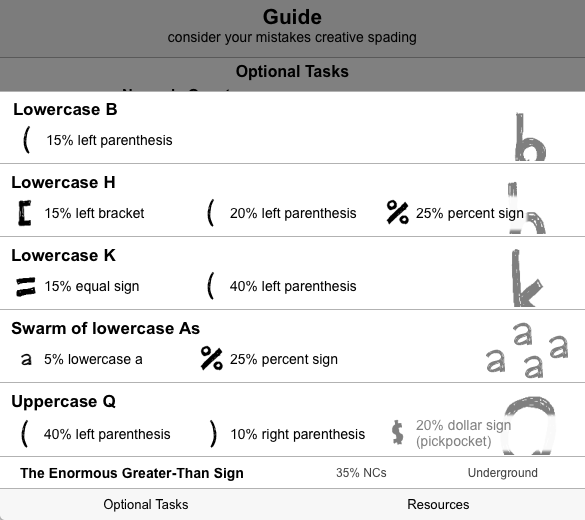 Guide
consider your mistakes creative spading
Optional Tasks
Lowercase B
15% left parenthesis
Lowercase H
15% left bracket 20% left parenthesis 25% percent sign
Lowercase K
15% equal sign 40% left parenthesis
Swarm of lowercase As
5% lowercase a 25% percent sign
Uppercase Q
40% left parenthesis 10% right parenthesis 20% dollar sign
(pickpocket)
The Enormous Greater-Than Sign 35% NCs Underground
Optional Tasks Resources